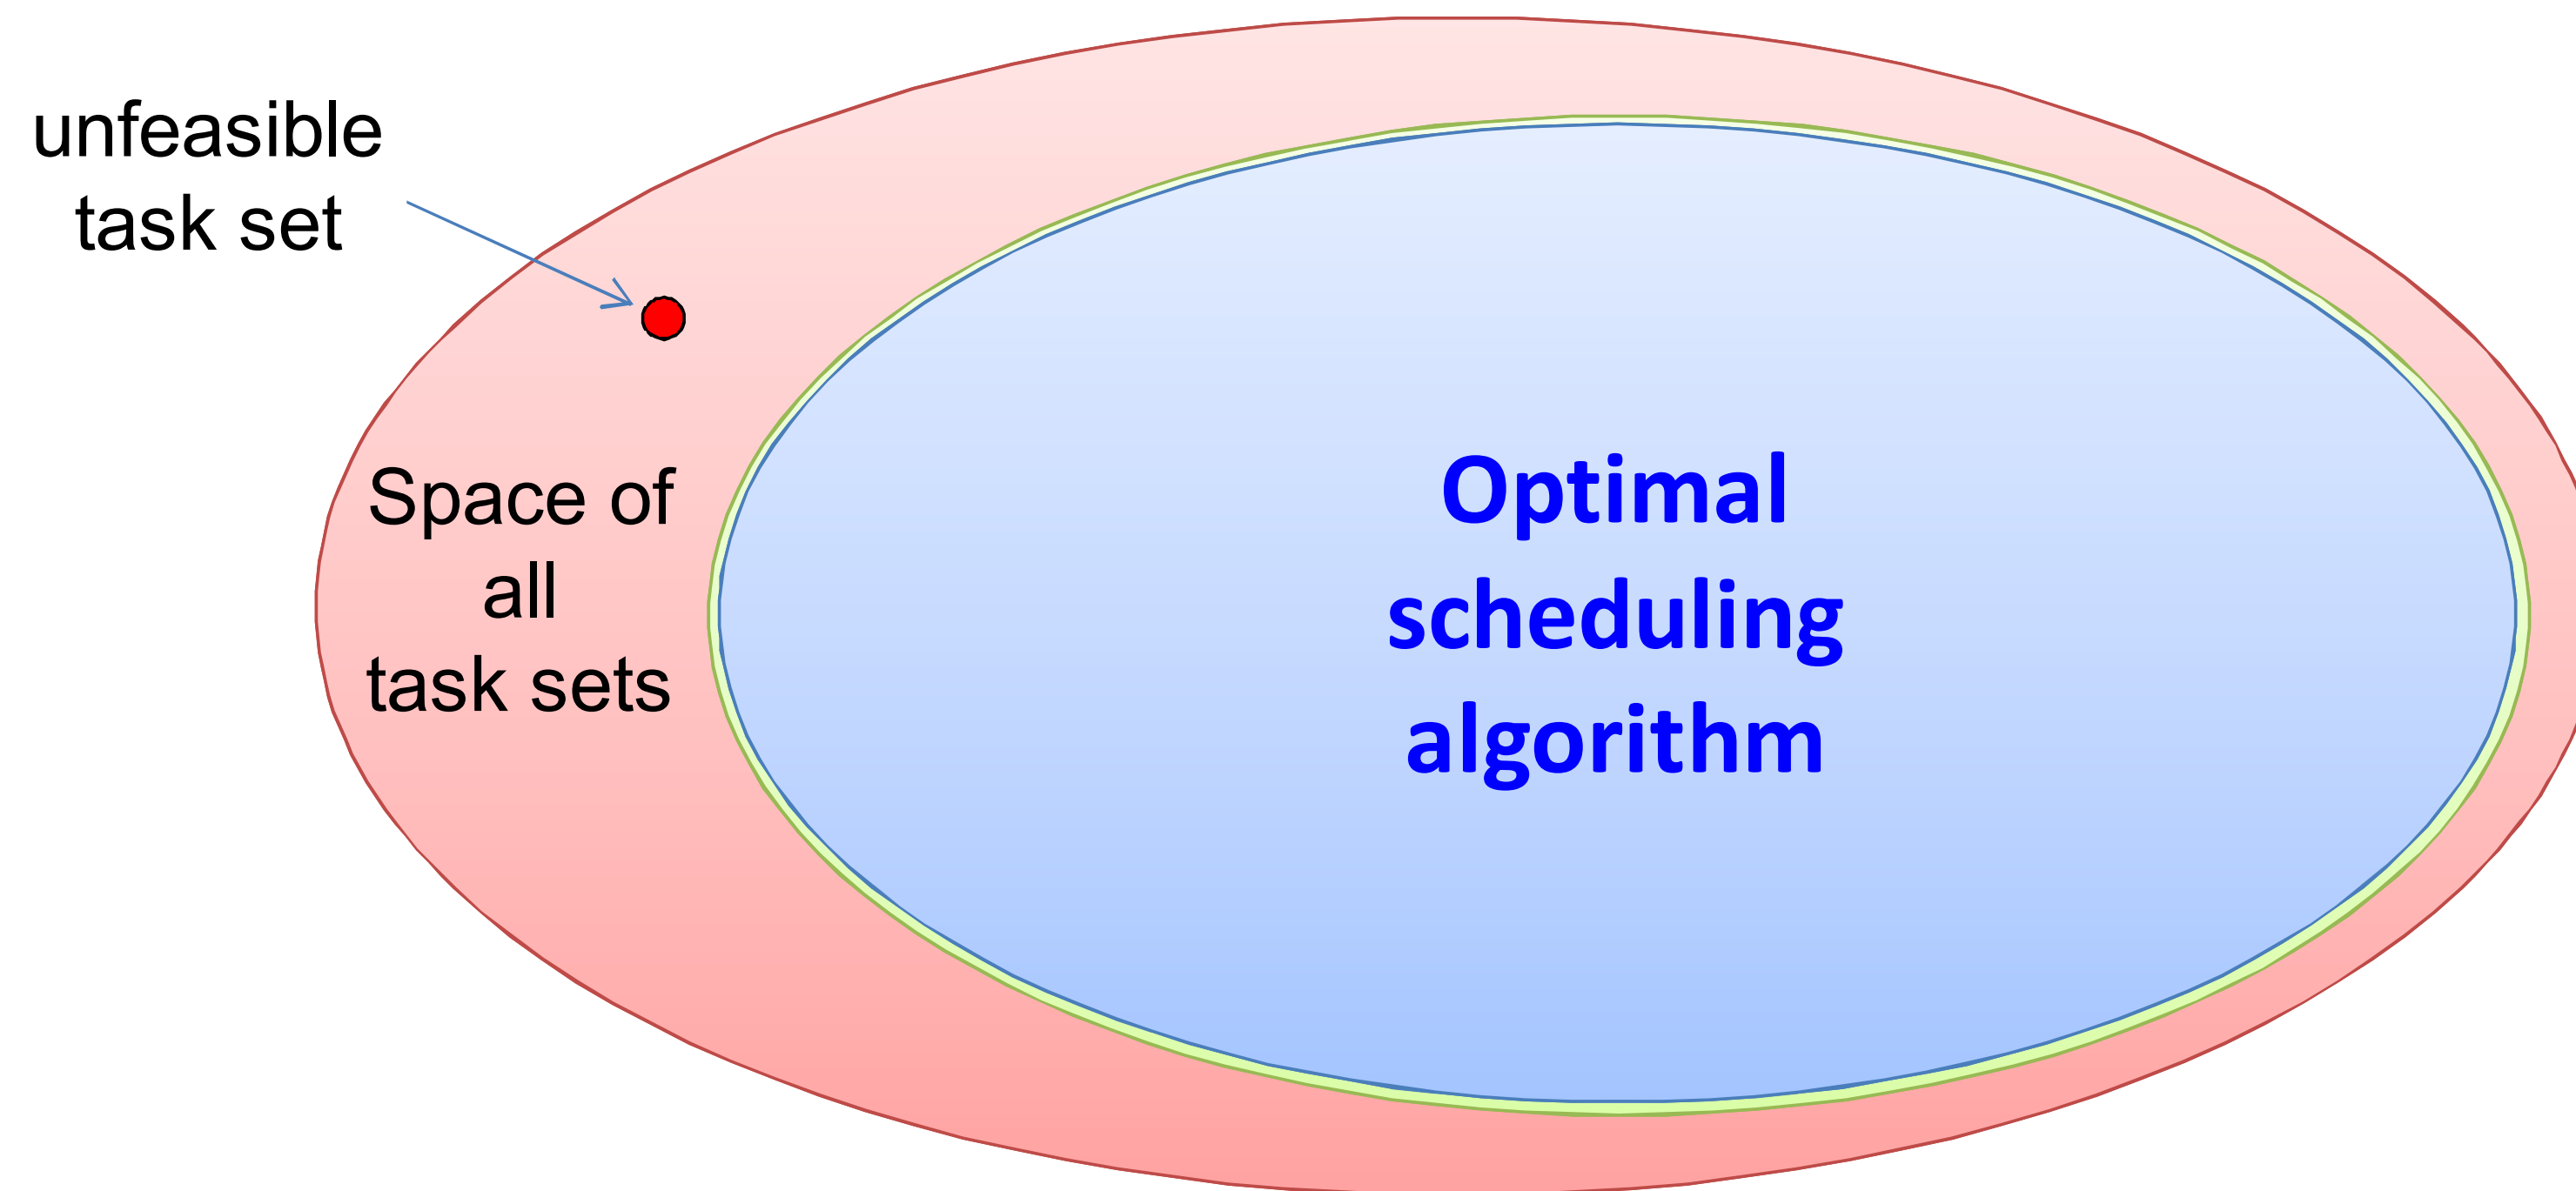 unfeasible
task set
Space of
all
task sets
Optimal
scheduling
algorithm